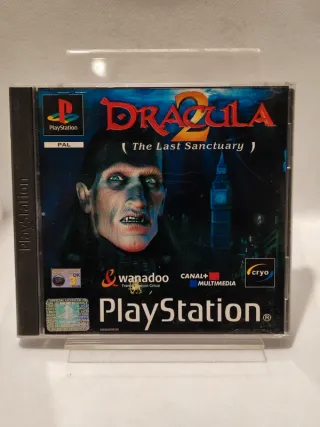 PlayStation
PAL
DRACULA
2
( The Last Sanctuary )
PlayStation
wanadoo
CANAL+
MULTIMEDIA
cryo
PlayStation®